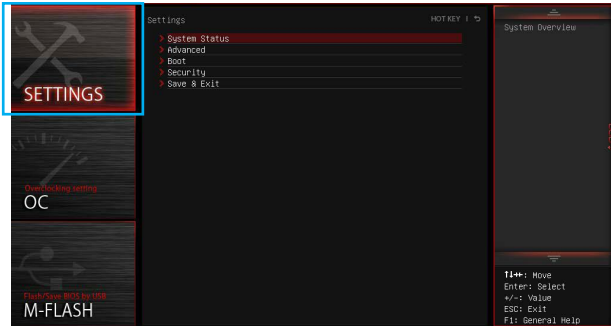 SETTINGS
Overclocking setting
OC
Flash/Save BIOS by USB
M-FLASH
Settings
HOT KEY |
> System Status
> Advanced
> Boot
> Security
> Save & Exit
System Overview
↑↓→←: Move
Enter: Select
+/-: Value
ESC: Exit
F1: General Help